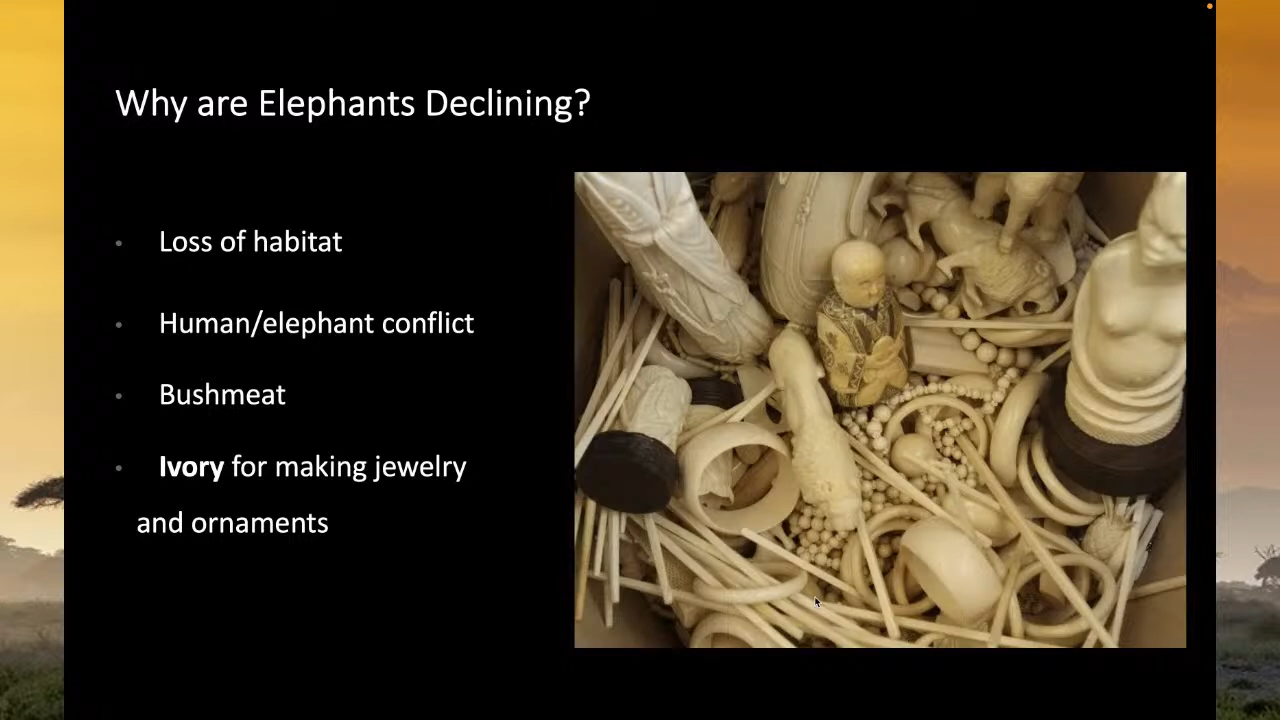 Why are Elephants Declining?
• Loss of habitat
• Human/elephant conflict
• Bushmeat
• Ivory for making jewelry
and ornaments